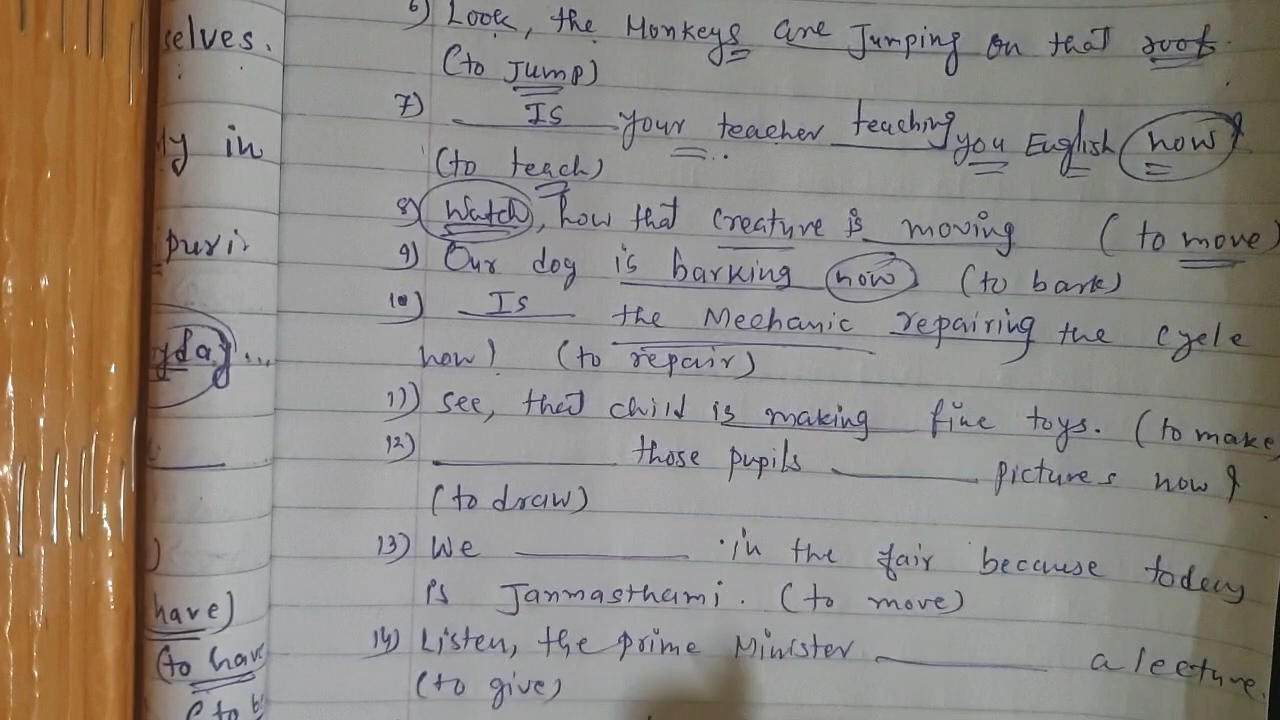 selves.
ly in
puri
yday...
have)
(to have
6) Look, the Monkeys are Jumping on that roof.
(to Jump)
7) Is your teacher teaching you English now?
(to teach)
8) Watch, how that creature is moving (to move)
9) Our dog is barking now (to bark)
10) Is the Mechanic repairing the cycle
now? (to repair)
11) See, that child is making fine toys. (to make
12) ________ those pupils ________ pictures now?
(to draw)
13) We ________ in the fair because today
is Janmasthami. (to move)
14) Listen, the prime Minister ________ a lecture.
(to give)